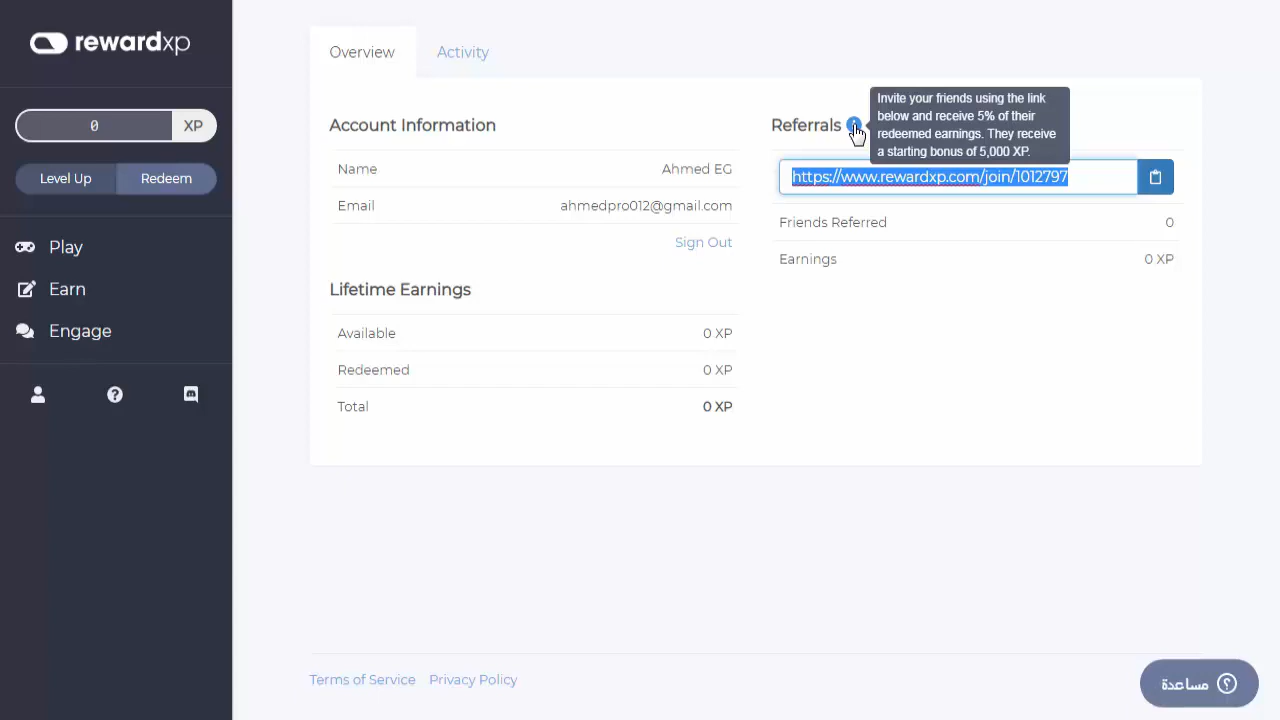 rewardxp
0 XP
Level Up Redeem
Play
Earn
Engage
Overview Activity
Account Information
Name Ahmed EG
Email ahmedpro012@gmail.com
Sign Out
Lifetime Earnings
Available 0 XP
Redeemed 0 XP
Total 0 XP
Referrals
Invite your friends using the link
below and receive 5% of their
redeemed earnings. They receive
a starting bonus of 5,000 XP.
https://www.rewardxp.com/join/1012797
Friends Referred 0
Earnings 0 XP
Terms of Service Privacy Policy
مساعدة